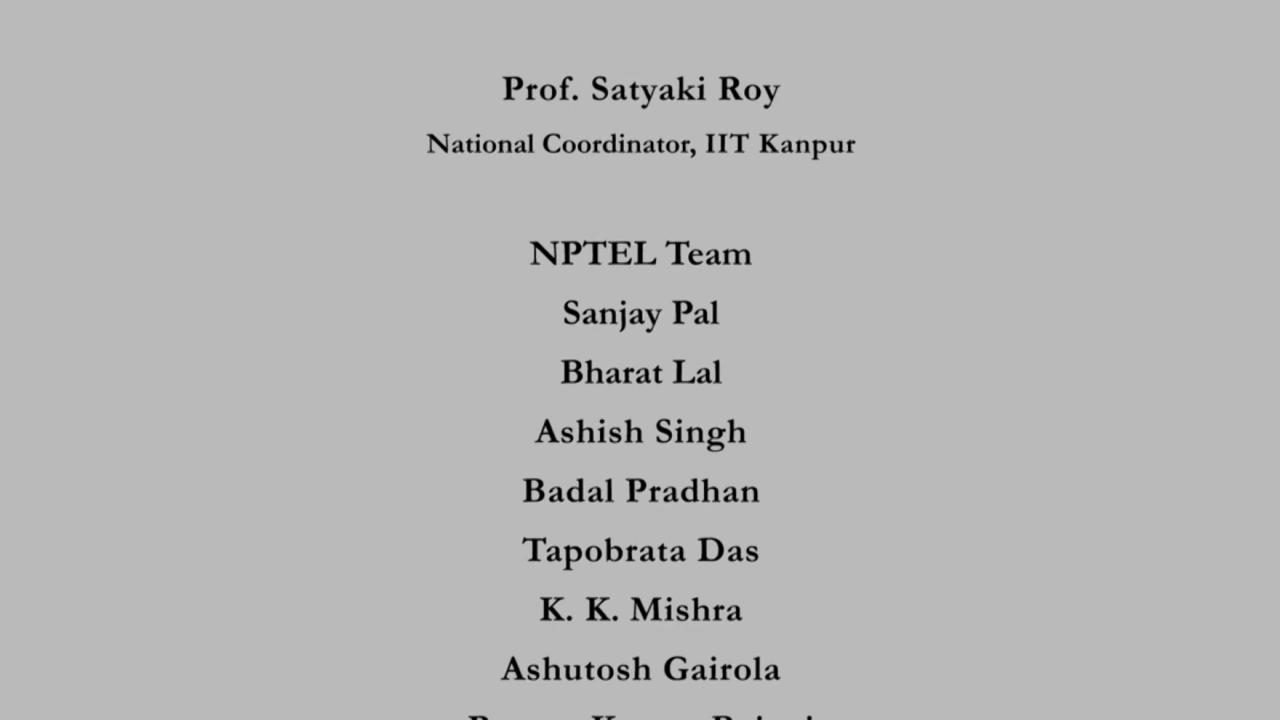 Prof. Satyaki Roy
National Coordinator, IIT Kanpur
NPTEL Team
Sanjay Pal
Bharat Lal
Ashish Singh
Badal Pradhan
Tapobrata Das
K. K. Mishra
Ashutosh Gairola